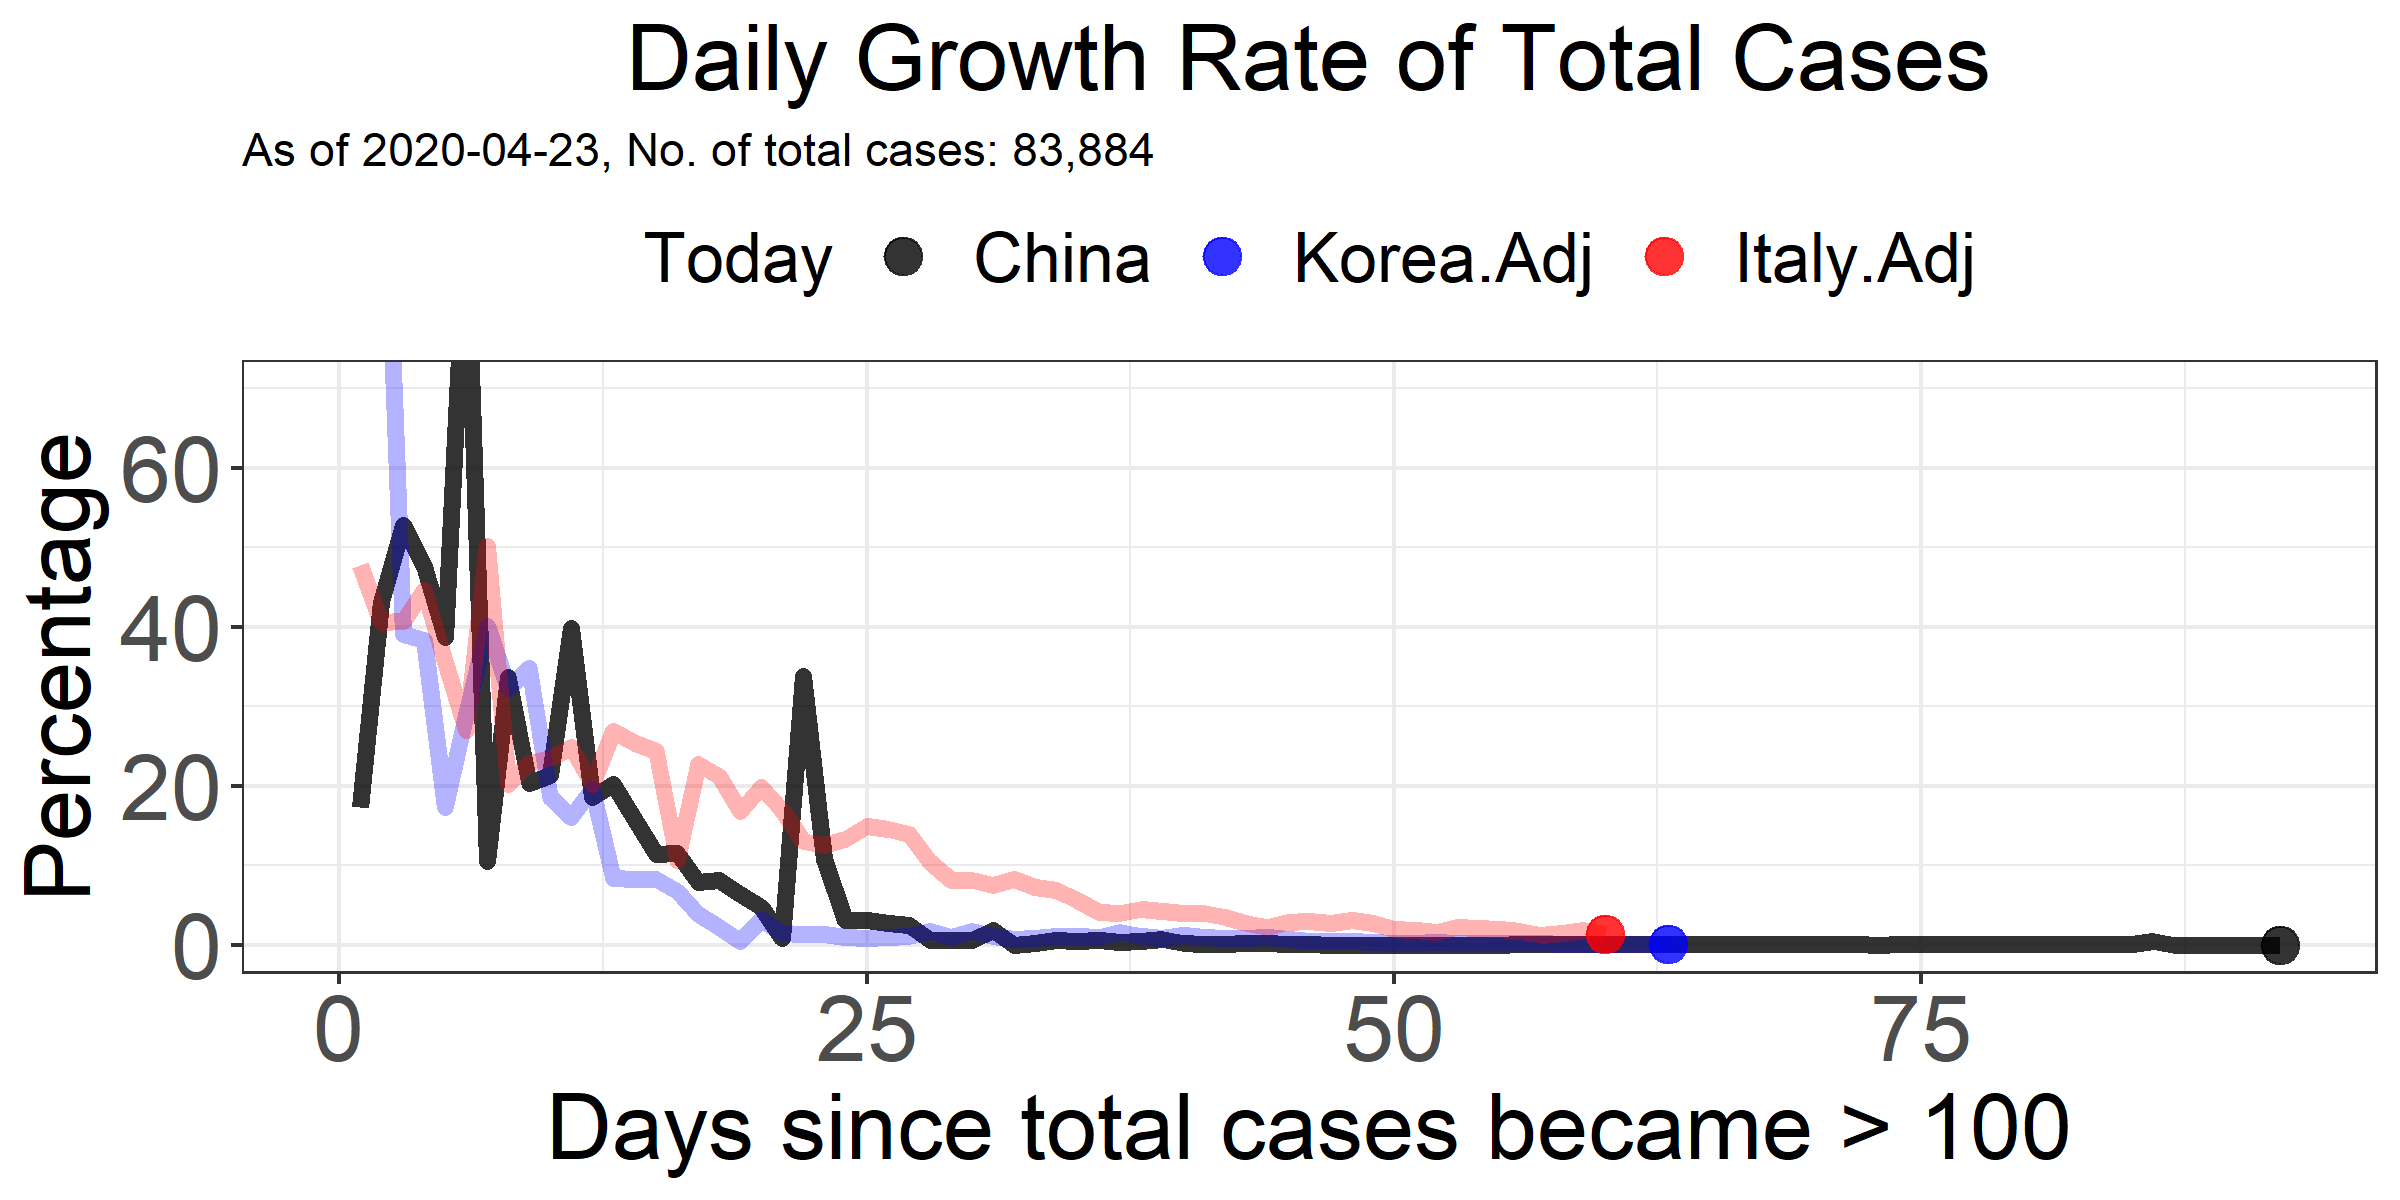 Daily Growth Rate of Total Cases
As of 2020-04-23, No. of total cases: 83,884
Today China Korea.Adj Italy.Adj
Percentage
60
40
20
0
0 25 50 75
Days since total cases became > 100